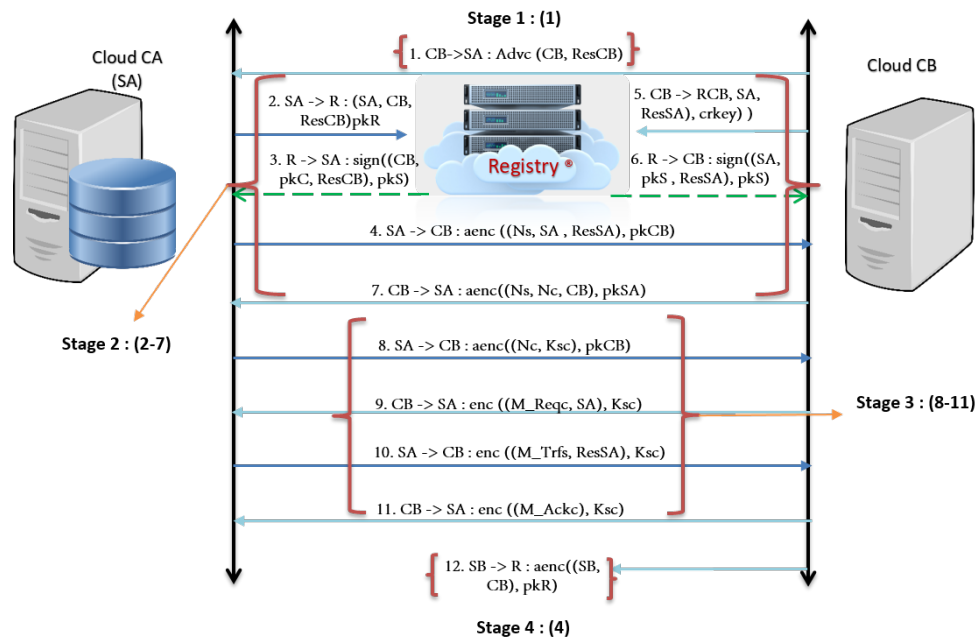 Stage 1 : (1)
1. CB->SA : Advc (CB, ResCB)
Cloud CA
(SA)
Cloud CB
2. SA -> R : (SA, CB,
ResCB)pkR
5. CB -> RCB, SA,
ResSA), crkey) )
Registry ®
3. R -> SA : sign((CB,
pkC, ResCB), pkS)
6. R -> CB : sign((SA,
pkS , ResSA), pkS)
4. SA -> CB : aenc ((Ns, SA , ResSA), pkCB)
7. CB -> SA : aenc((Ns, Nc, CB), pkSA)
Stage 2 : (2-7)
8. SA -> CB : aenc((Nc, Ksc), pkCB)
9. CB -> SA : enc ((M_Reqc, SA), Ksc)
Stage 3 : (8-11)
10. SA -> CB : enc ((M_Trfs, ResSA), Ksc)
11. CB -> SA : enc ((M_Ackc), Ksc)
12. SB -> R : aenc((SB,
CB), pkR)
Stage 4 : (4)